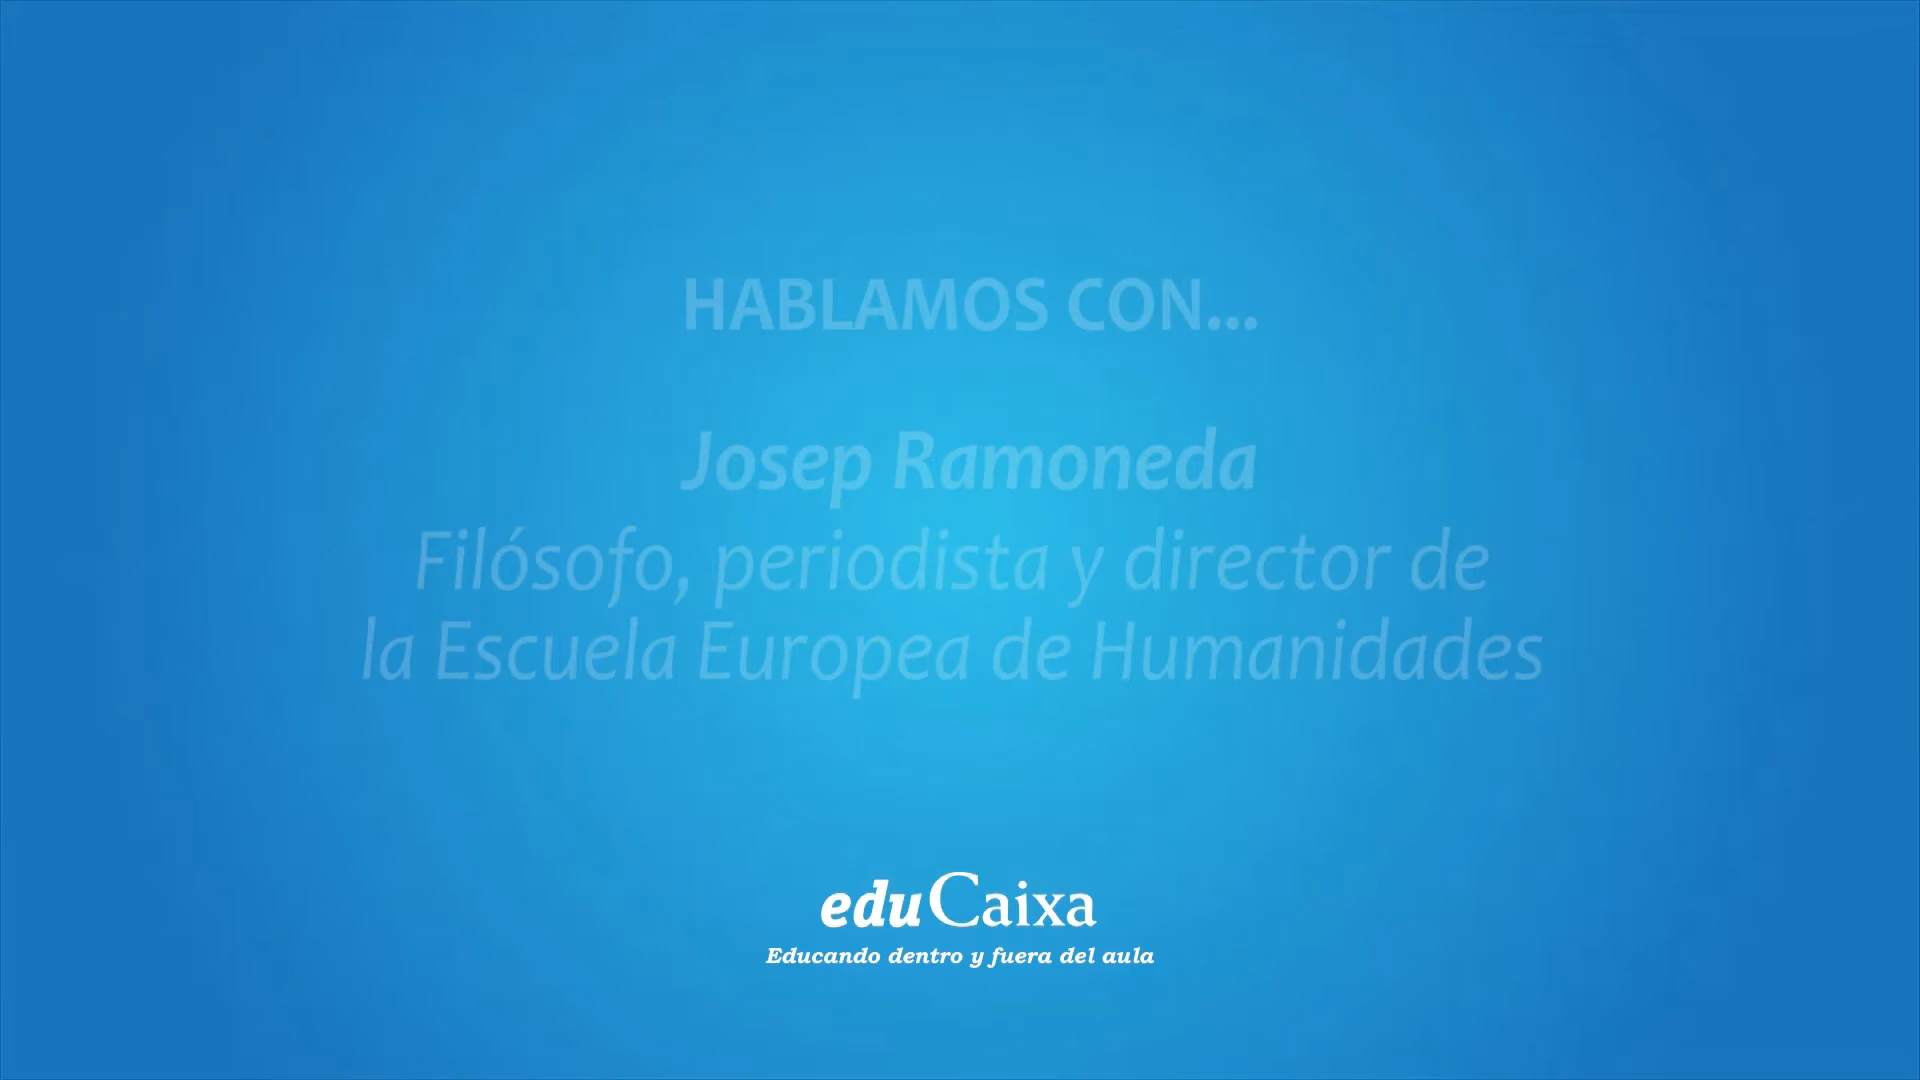 HABLAMOS CON...
Josep Ramoneda
Filósofo, periodista y director de
la Escuela Europea de Humanidades
eduCaixa
Educando dentro y fuera del aula